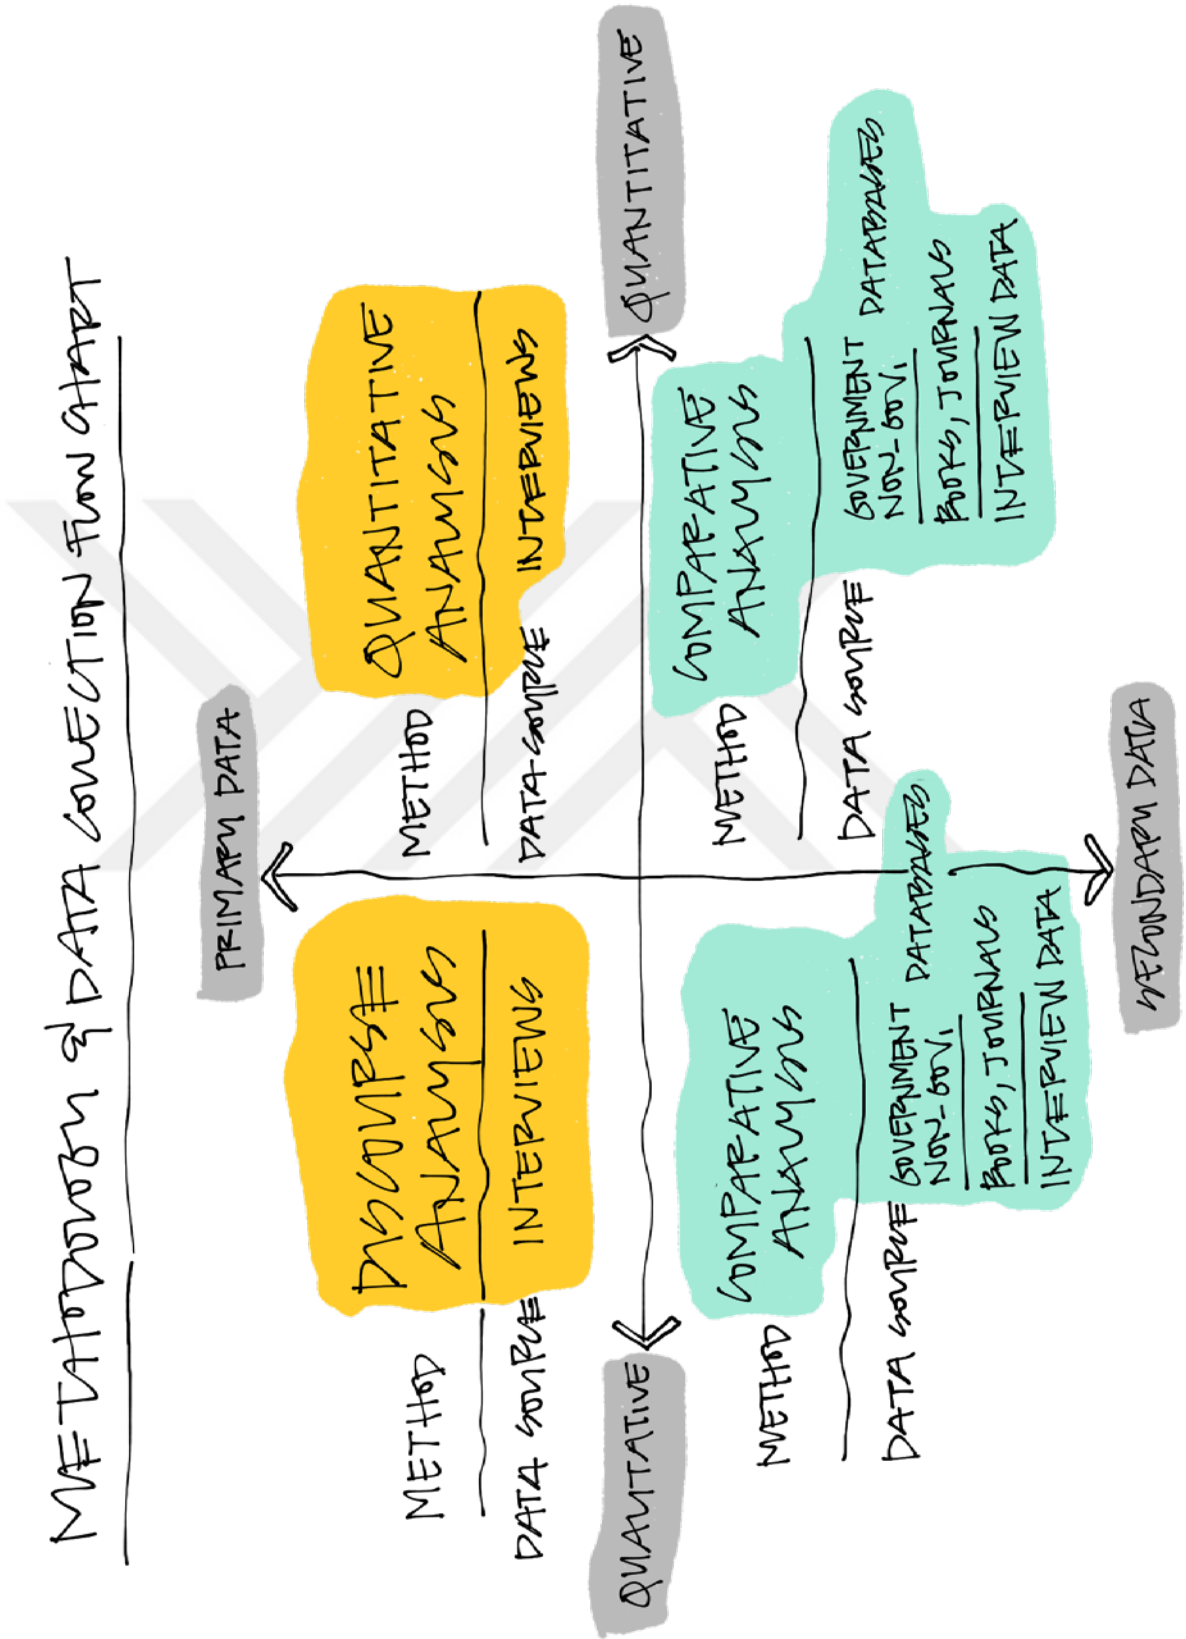 METHODOLOGY & DATA COLLECTION FLOW CHART
PRIMARY DATA
METHOD
DISCOURSE
ANALYSIS
DATA SOURCE
INTERVIEWS
METHOD
QUANTITATIVE
ANALYSIS
DATA SOURCE
INTERVIEWS
QUALITATIVE
QUANTITATIVE
METHOD
COMPARATIVE
ANALYSIS
DATA SOURCE
GOVERNMENT
NON-GOV.
DATABASES
BOOKS, JOURNALS
INTERVIEW DATA
METHOD
COMPARATIVE
ANALYSIS
DATA SOURCE
GOVERNMENT
NON-GOV.
DATABASES
BOOKS, JOURNALS
INTERVIEW DATA
SECONDARY DATA